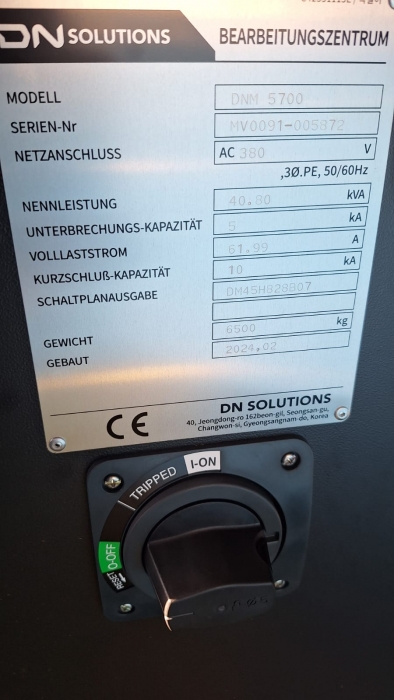 DN SOLUTIONS BEARBEITUNGSZENTRUM
MODELL DNM 5700
SERIEN-Nr MV0091-005872
NETZANSCHLUSS AC 380 V
,3Ø.PE, 50/60Hz
NENNLEISTUNG 40.80 kVA
UNTERBRECHUNGS-KAPAZITÄT 5 kA
VOLLLASTSTROM 61.99 A
KURZSCHLUß-KAPAZITÄT 10 kA
SCHALTPLANAUSGABE DM45H828B07
GEWICHT 6500 kg
GEBAUT 2024.02
CE
DN SOLUTIONS
40, Jeongdong-ro 162beon-gil, Seongsan-gu,
Changwon-si, Gyeongsangnam-do, Korea
I-ON
TRIPPED
O-OFF
RESET